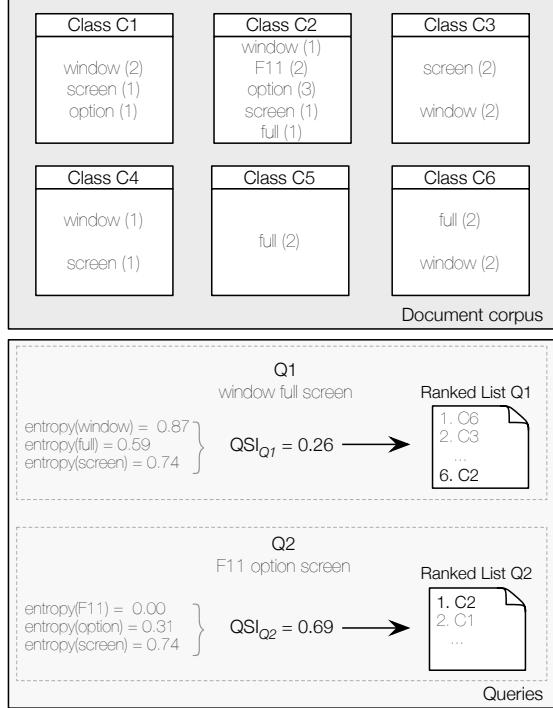 Class C1
window (2)
screen (1)
option (1)
Class C2
window (1)
F11 (2)
option (3)
screen (1)
full (1)
Class C3
screen (2)
window (2)
Class C4
window (1)
screen (1)
Class C5
full (2)
Class C6
full (2)
window (2)
Document corpus
Q1
window full screen
entropy(window) = 0.87
entropy(full) = 0.59
entropy(screen) = 0.74
QSI_Q1 = 0.26
Ranked List Q1
1. C6
2. C3
...
6. C2
Q2
F11 option screen
entropy(F11) = 0.00
entropy(option) = 0.31
entropy(screen) = 0.74
QSI_Q2 = 0.69
Ranked List Q2
1. C2
2. C1
...
Queries